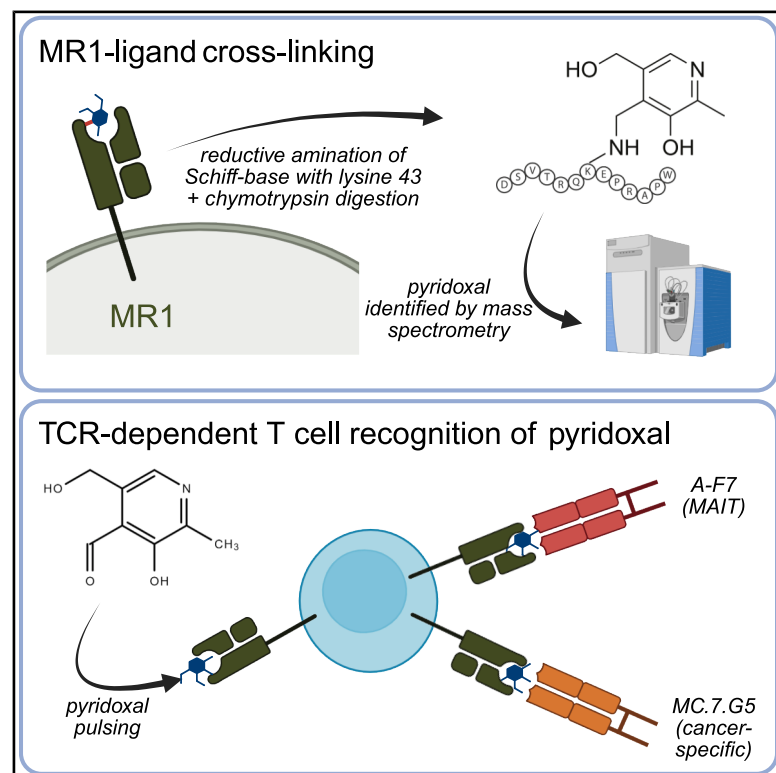 MR1-ligand cross-linking
reductive amination of
Schiff-base with lysine 43
+ chymotrypsin digestion
MR1
HO
N
NH
OH
D S V T R Q K E P R A P W
pyridoxal
identified by mass
spectrometry
TCR-dependent T cell recognition of pyridoxal
HO
N
CH3
O
OH
pyridoxal
pulsing
A-F7
(MAIT)
MC.7.G5
(cancer-
specific)